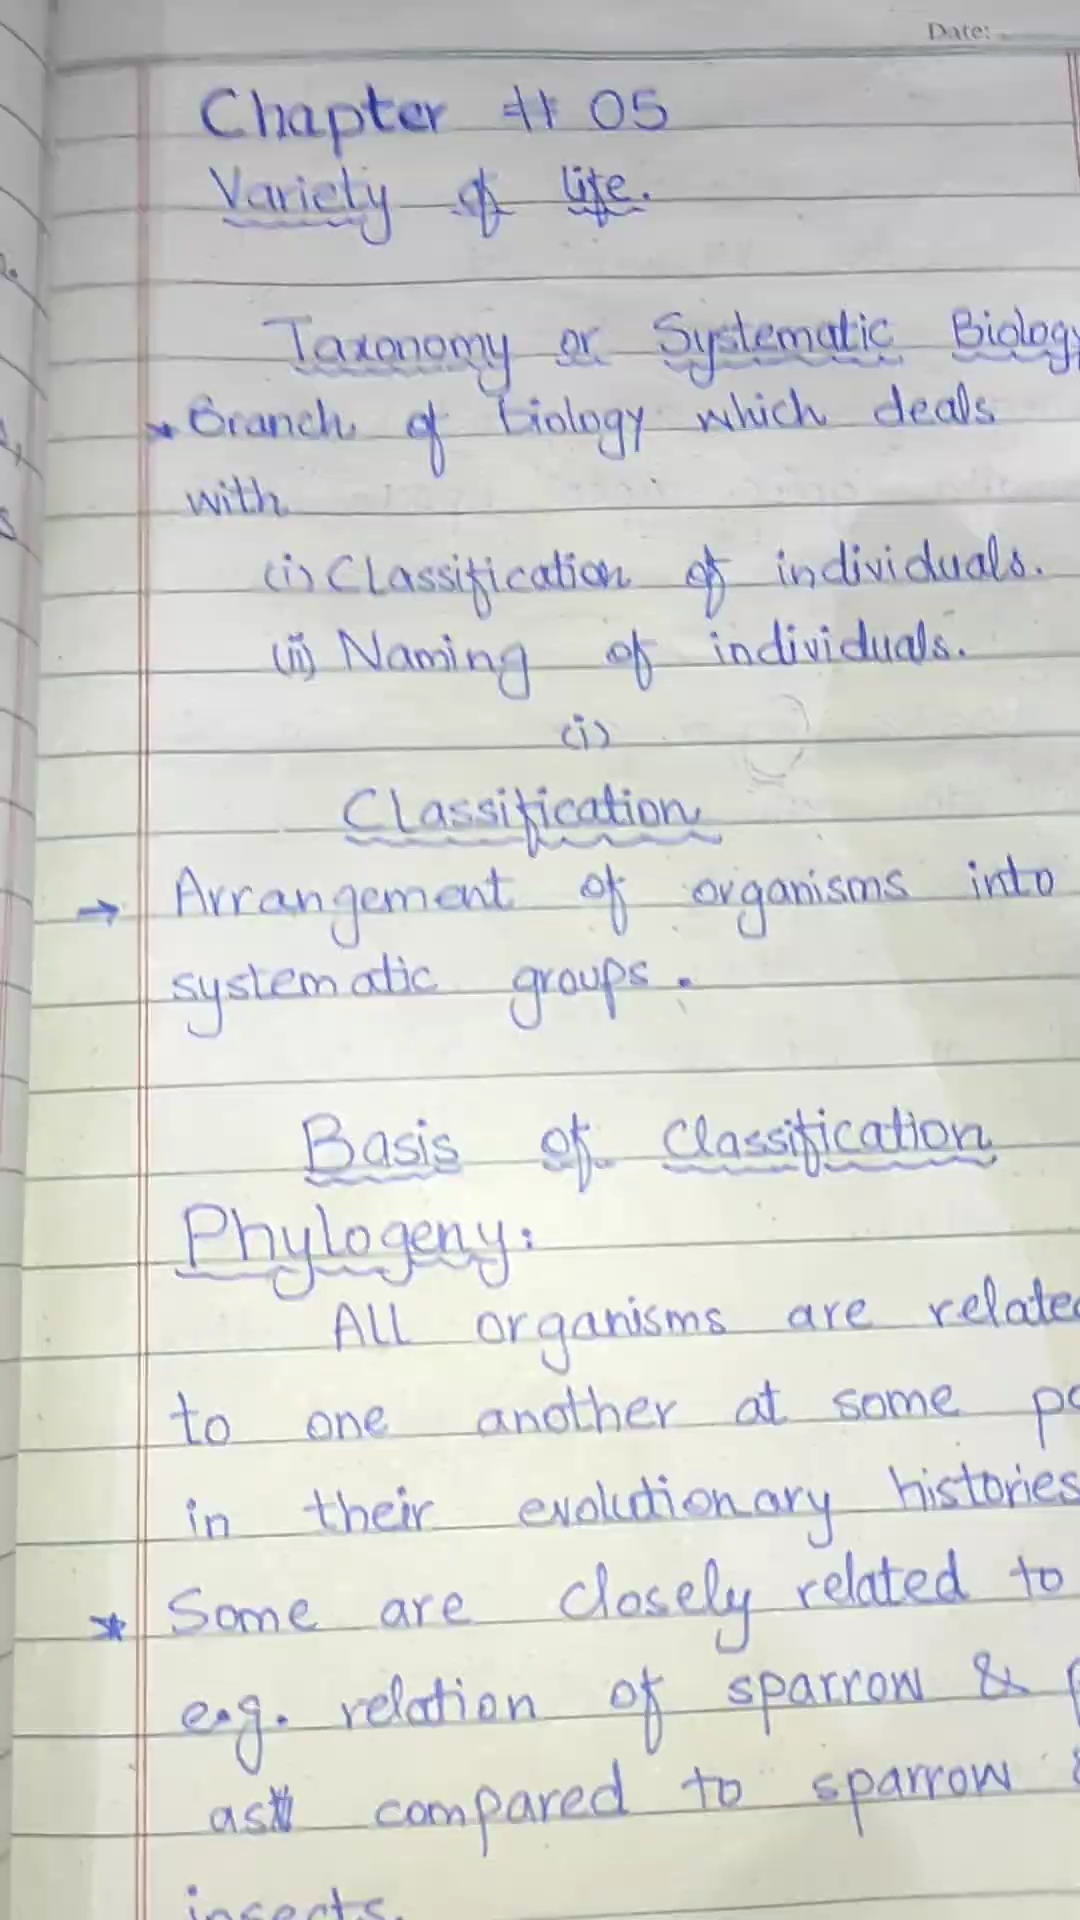 Date:
Chapter # 05
Variety of life.
Taxonomy or Systematic Biology
* Branch of biology which deals
with
(i) Classification of individuals.
(ii) Naming of individuals.
(i)
Classification
→ Arrangement of organisms into
systematic groups.
Basis of Classification
Phylogeny:
All organisms are related
to one another at some
in their evolutionary histories
* Some are closely related to
e.g. relation of sparrow &
as compared to sparrow
insects.